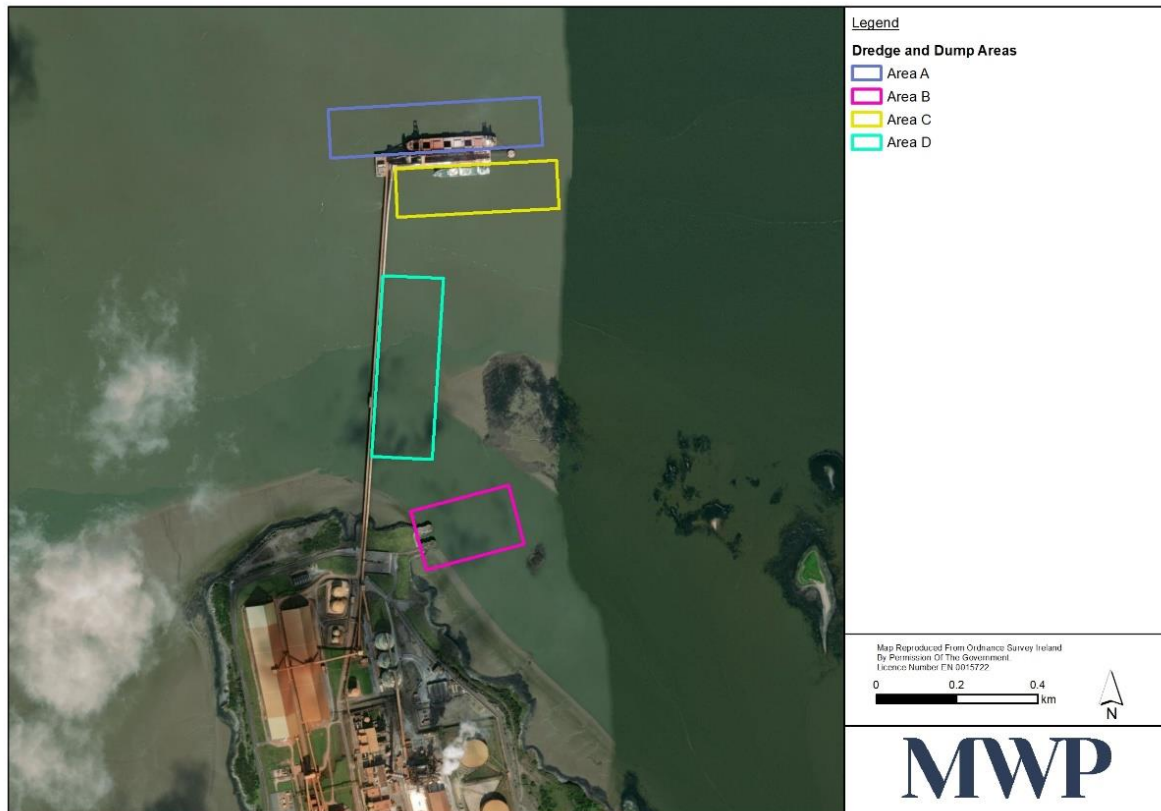 Legend
Dredge and Dump Areas
Area A
Area B
Area C
Area D
Map Reproduced From Ordnance Survey Ireland
By Permission Of The Government.
Licence Number EN 0015722
0 0.2 0.4
km
N
MWP